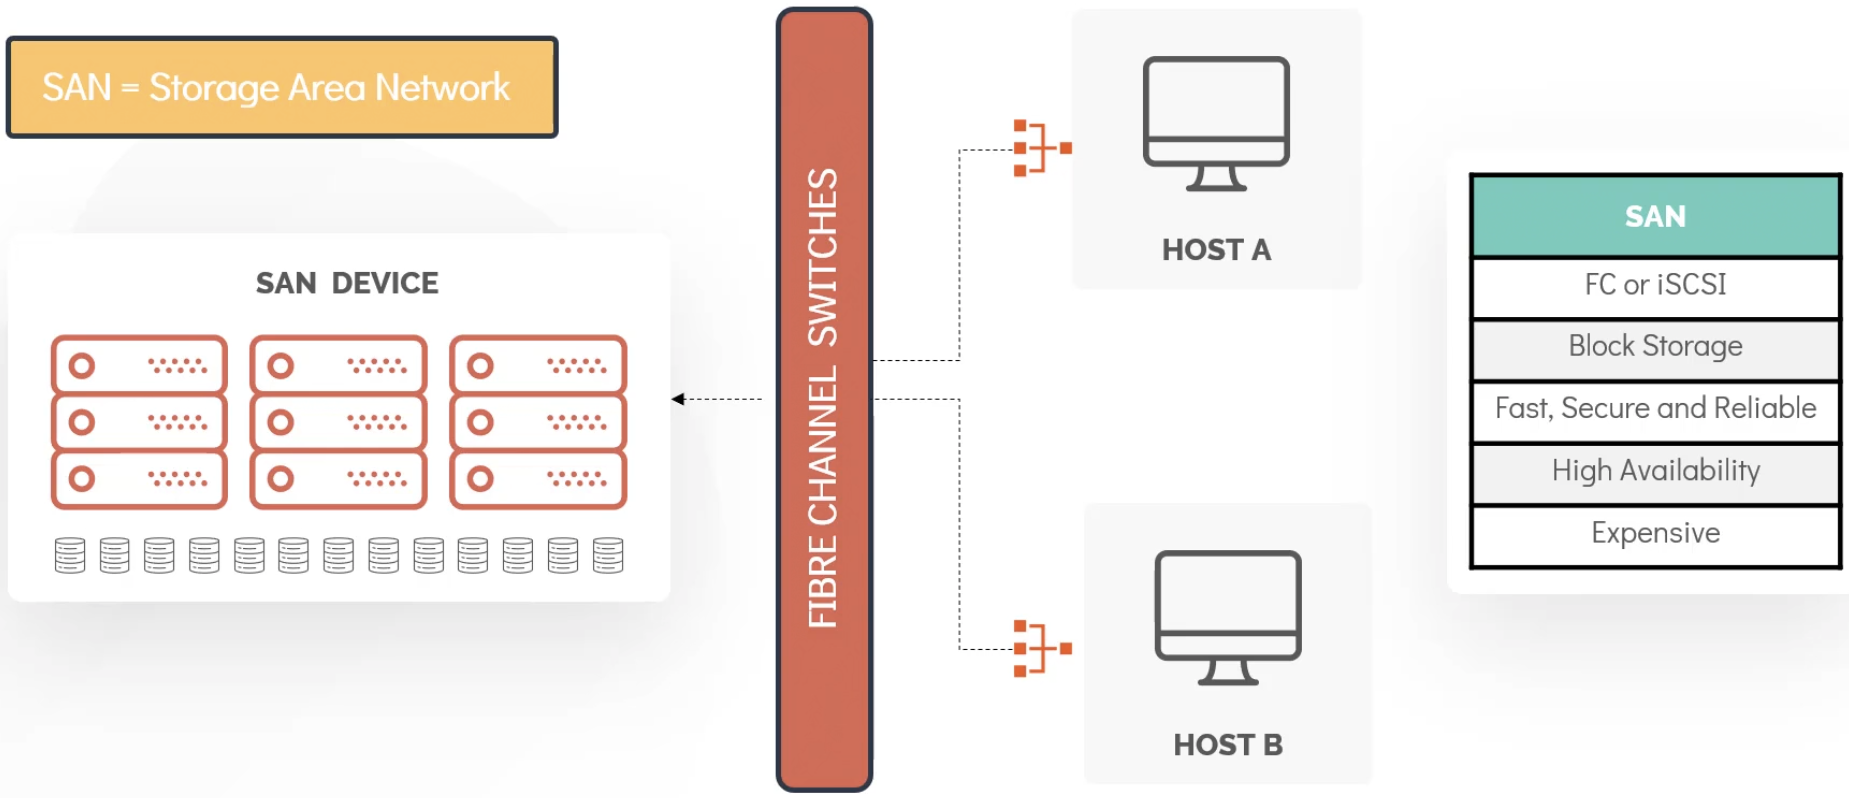 SAN = Storage Area Network
SAN DEVICE
FIBRE CHANNEL SWITCHES
HOST A
HOST B
SAN
FC or iSCSI
Block Storage
Fast, Secure and Reliable
High Availability
Expensive